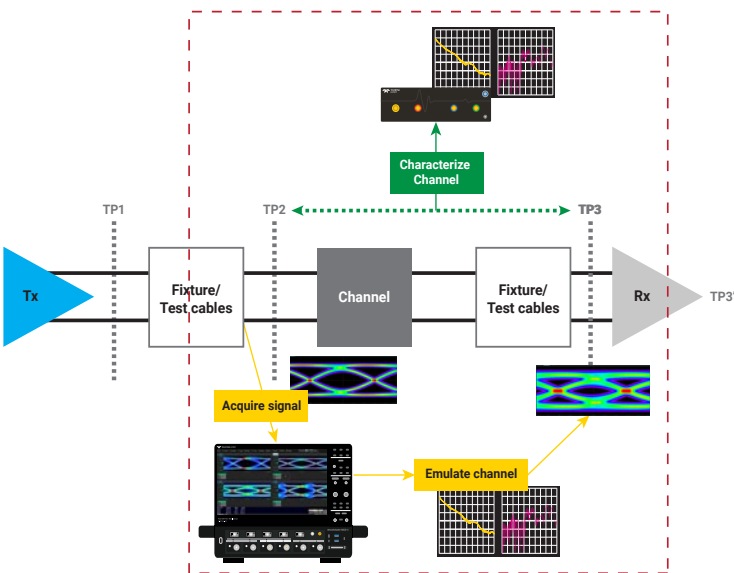 Characterize
Channel
TP1
TP2
TP3
Tx
Fixture/
Test cables
Channel
Fixture/
Test cables
Rx
TP3'
Acquire signal
Emulate channel